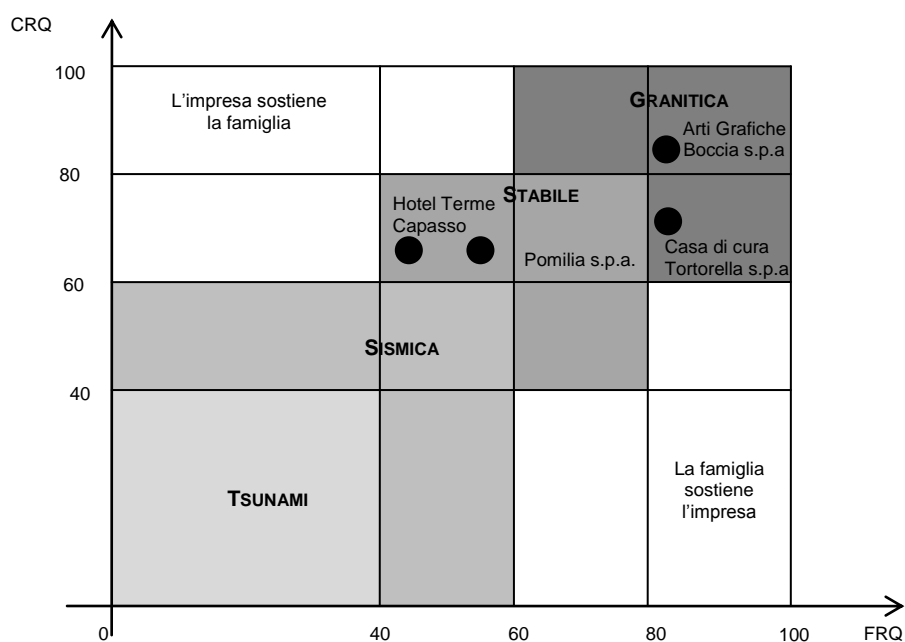 CRQ
100
L'impresa sostiene
la famiglia
GRANITICA
Arti Grafiche
Boccia s.p.a
80
Hotel Terme
Capasso
STABILE
Pomilia s.p.a.
Casa di cura
Tortorella s.p.a
60
SISMICA
40
La famiglia
sostiene
l'impresa
TSUNAMI
0
40
60
80
100
FRQ